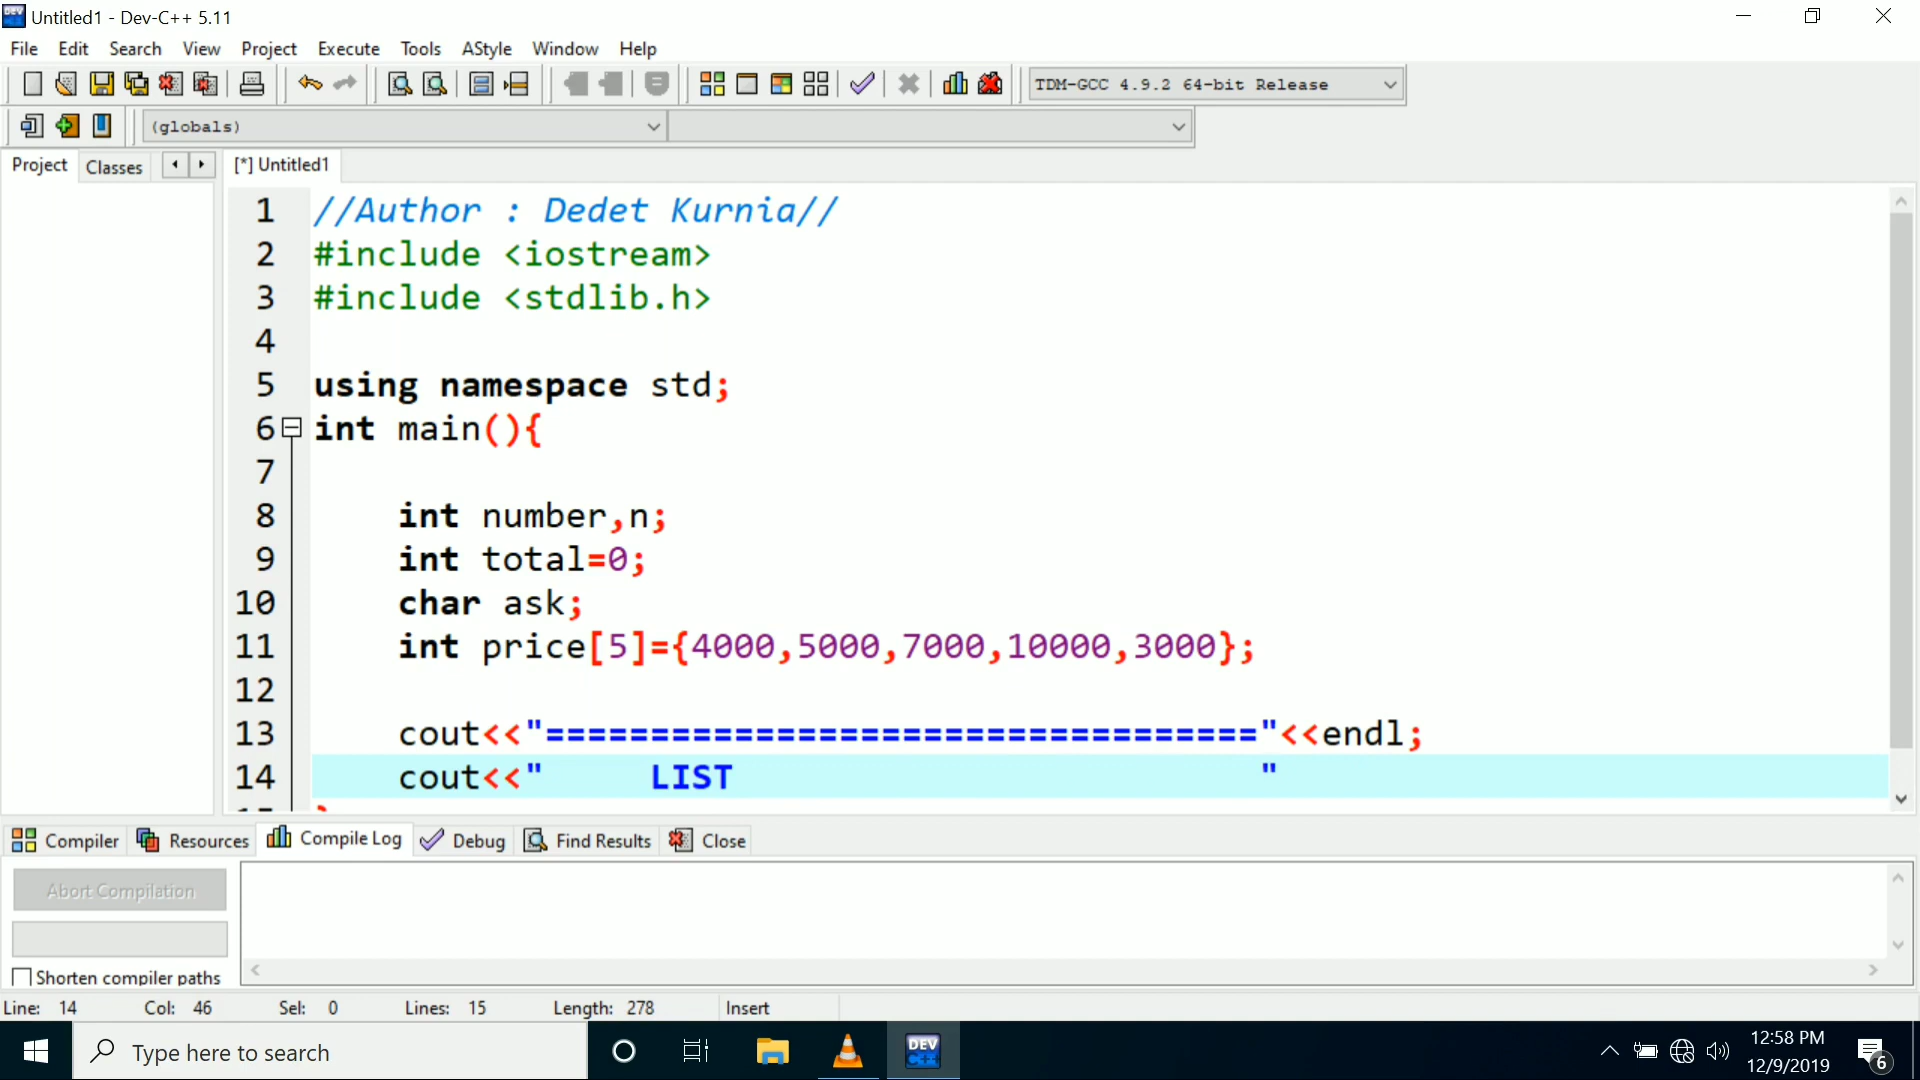 Untitled1 - Dev-C++ 5.11
File Edit Search View Project Execute Tools AStyle Window Help
TDM-GCC 4.9.2 64-bit Release
(globals)
Project Classes [*] Untitled1
1 //Author : Dedet Kurnia//
2 #include <iostream>
3 #include <stdlib.h>
4
5 using namespace std;
6 int main(){
7
8 int number,n;
9 int total=0;
10 char ask;
11 int price[5]={4000,5000,7000,10000,3000};
12
13 cout<<"=================================="<<endl;
14 cout<<"     LIST                         "
Compiler Resources Compile Log Debug Find Results Close
Abort Compilation
Shorten compiler paths
Line: 14 Col: 46 Sel: 0 Lines: 15 Length: 278 Insert
Type here to search
DEV C++
12:58 PM
12/9/2019
6